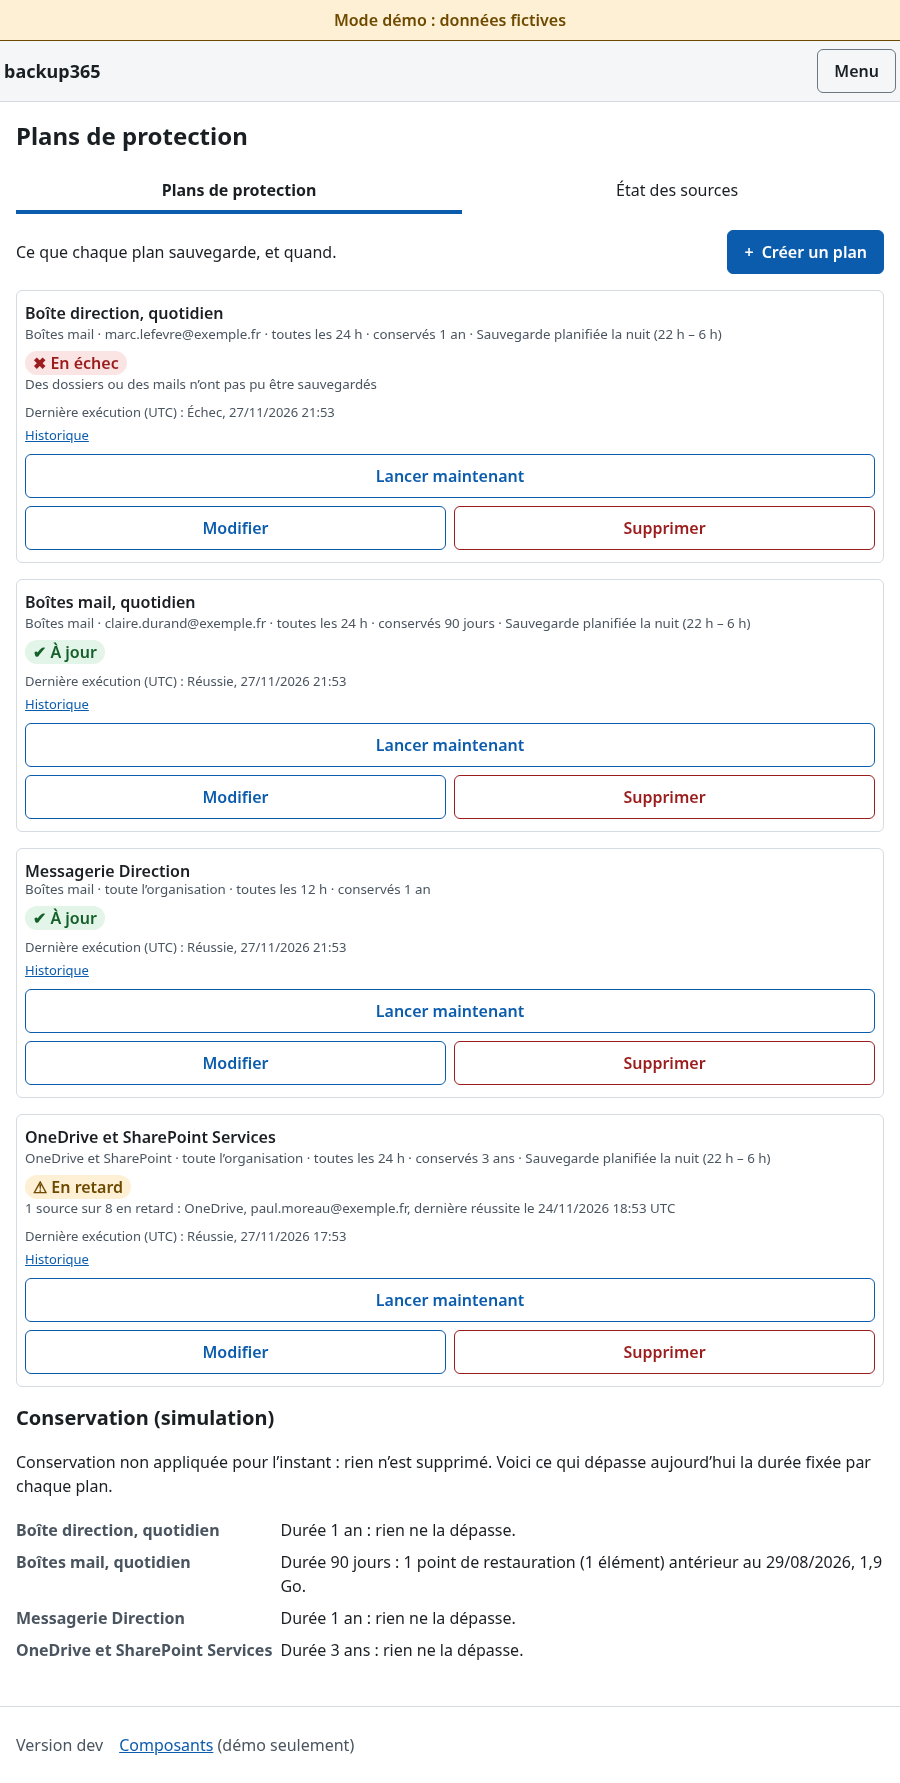 Mode démo : données fictives
backup365
Menu
Plans de protection
Plans de protection
État des sources
Ce que chaque plan sauvegarde, et quand.
+ Créer un plan
Boîte direction, quotidien
Boîtes mail · marc.lefevre@exemple.fr · toutes les 24 h · conservés 1 an · Sauvegarde planifiée la nuit (22 h – 6 h)
✖ En échec
Des dossiers ou des mails n’ont pas pu être sauvegardés
Dernière exécution (UTC) : Échec, 27/11/2026 21:53
Historique
Lancer maintenant
Modifier
Supprimer
Boîtes mail, quotidien
Boîtes mail · claire.durand@exemple.fr · toutes les 24 h · conservés 90 jours · Sauvegarde planifiée la nuit (22 h – 6 h)
✔ À jour
Dernière exécution (UTC) : Réussie, 27/11/2026 21:53
Historique
Lancer maintenant
Modifier
Supprimer
Messagerie Direction
Boîtes mail · toute l’organisation · toutes les 12 h · conservés 1 an
✔ À jour
Dernière exécution (UTC) : Réussie, 27/11/2026 21:53
Historique
Lancer maintenant
Modifier
Supprimer
OneDrive et SharePoint Services
OneDrive et SharePoint · toute l’organisation · toutes les 24 h · conservés 3 ans · Sauvegarde planifiée la nuit (22 h – 6 h)
⚠ En retard
1 source sur 8 en retard : OneDrive, paul.moreau@exemple.fr, dernière réussite le 24/11/2026 18:53 UTC
Dernière exécution (UTC) : Réussie, 27/11/2026 17:53
Historique
Lancer maintenant
Modifier
Supprimer
Conservation (simulation)
Conservation non appliquée pour l’instant : rien n’est supprimé. Voici ce qui dépasse aujourd’hui la durée fixée par
chaque plan.
Boîte direction, quotidien
Durée 1 an : rien ne la dépasse.
Boîtes mail, quotidien
Durée 90 jours : 1 point de restauration (1 élément) antérieur au 29/08/2026, 1,9
Go.
Messagerie Direction
Durée 1 an : rien ne la dépasse.
OneDrive et SharePoint Services
Durée 3 ans : rien ne la dépasse.
Version dev
Composants (démo seulement)